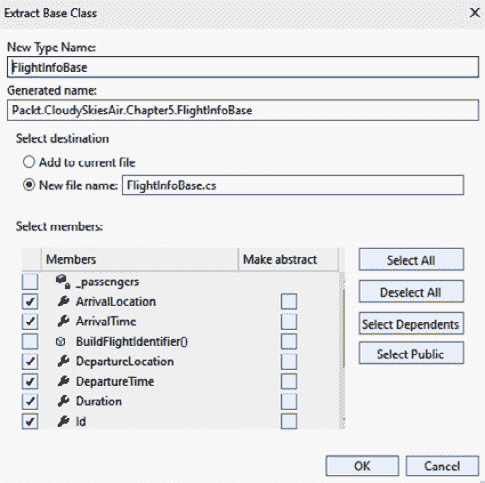 Extract Base Class
New Type Name:
FlightInfoBase
Generated name:
Packt.CloudySkiesAir.Chapter5.FlightInfoBase
Select destination
Add to current file
New file name: FlightInfoBase.cs
Select members:
Members Make abstract
_passengers
ArrivalLocation
ArrivalTime
BuildFlightIdentifier()
DepartureLocation
DepartureTime
Duration
Id
Select All
Deselect All
Select Dependents
Select Public
OK Cancel